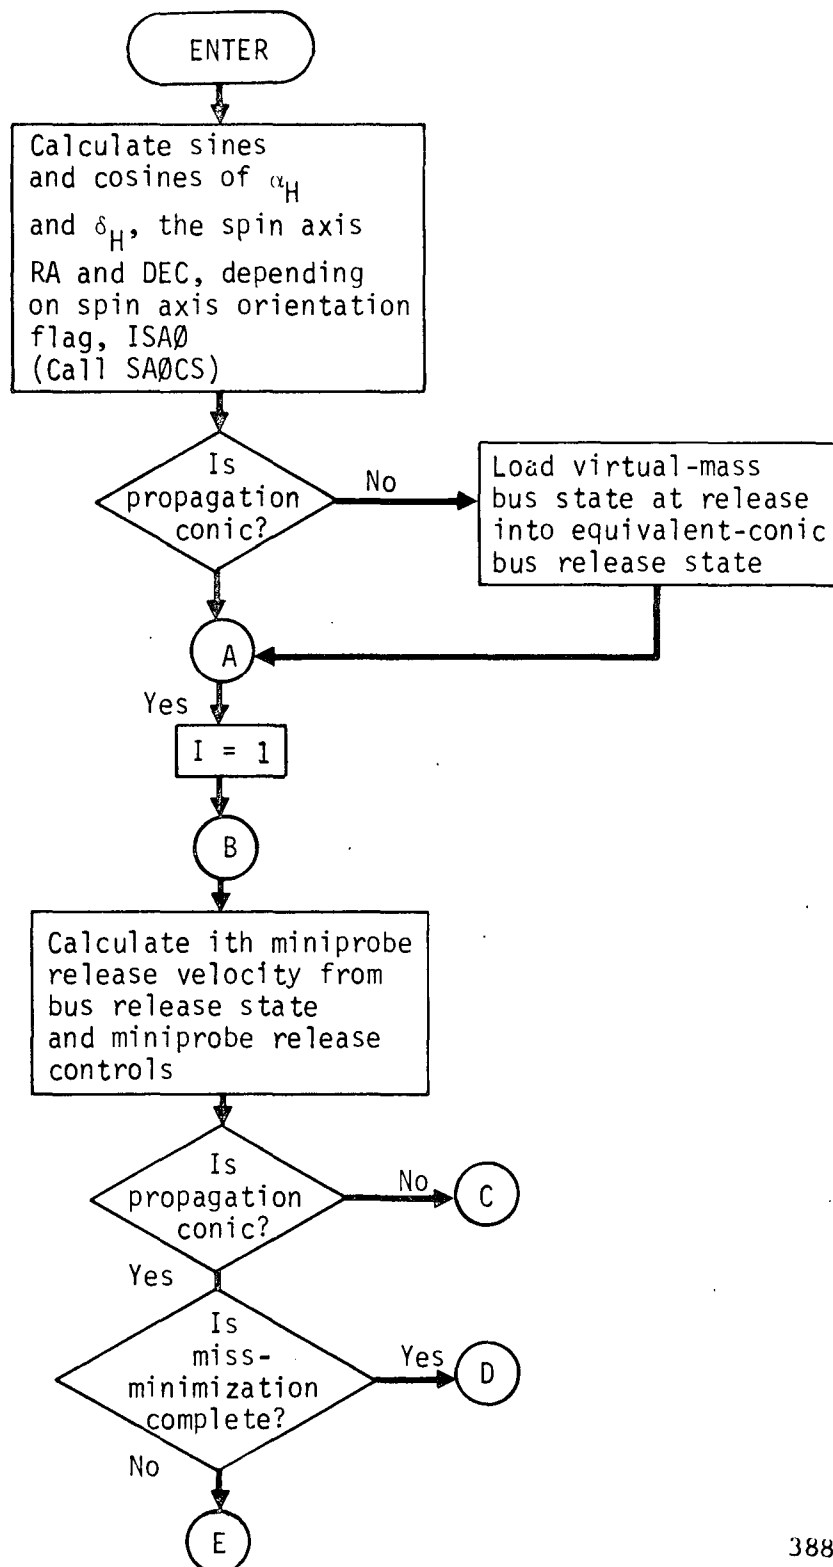 ENTER
Calculate sines
and cosines of αH
and δH, the spin axis
RA and DEC, depending
on spin axis orientation
flag, ISAØ
(Call SAØCS)
Is
propagation
conic?
No
Load virtual-mass
bus state at release
into equivalent-conic
bus release state
A
Yes
I = 1
B
Calculate ith miniprobe
release velocity from
bus release state
and miniprobe release
controls
Is
propagation
conic?
No
C
Yes
Is
miss-
minimization
complete?
Yes
D
No
E
388